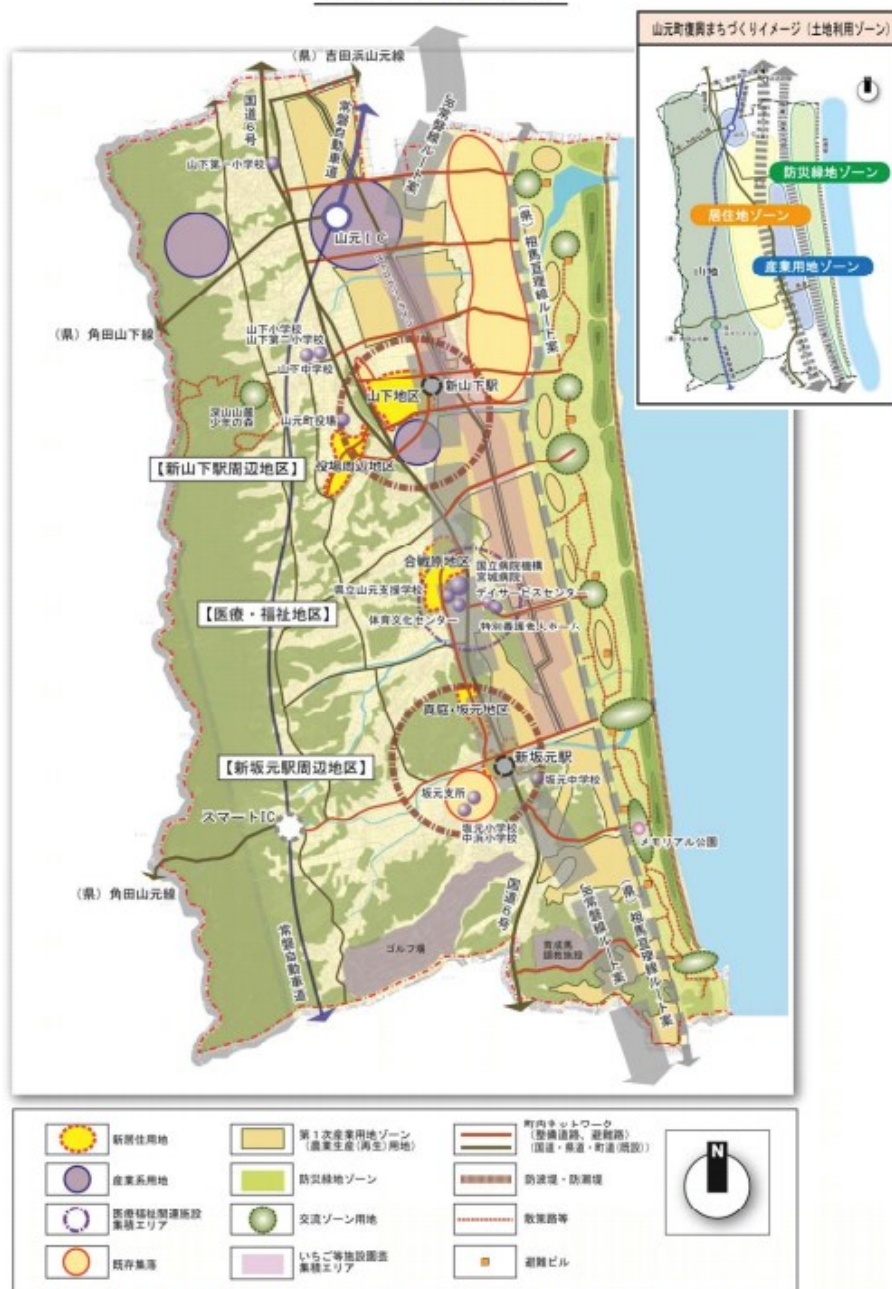 山元町復興まちづくりイメージ(土地利用ゾーン)
防災緑地ゾーン
居住地ゾーン
産業用地ゾーン
山地
(県)吉田浜山元線
国道6号
常磐自動車道
JR常磐線ルート案
山下第一小学校
山元IC
(県)相馬亘理線ルート案
(県)角田山下線
山下小学校
山下第二小学校
山下中学校
新山下駅
山下地区
深山山麓
少年の森
山元町役場
【新山下駅周辺地区】
役場周辺地区
合戦原地区
国立病院機構
宮城病院
県立山元支援学校
デイサービスセンター
【医療・福祉地区】
体育文化センター
特別養護老人ホーム
真庭・坂元地区
【新坂元駅周辺地区】
新坂元駅
坂元支所
坂元中学校
スマートIC
坂元小学校
中浜小学校
メモリアル公園
(県)角田山元線
国道6号
常磐自動車道
ゴルフ場
育成馬
調教施設
JR常磐線ルート案
(県)相馬亘理線ルート案
新居住用地
第1次産業用地ゾーン
(農業生産(再生)用地)
町内ネットワーク
(整備道路、避難路)
(国道・県道・町道(既設))
N
産業系用地
防災緑地ゾーン
防波堤・防潮堤
医療福祉関連施設
集積エリア
交流ゾーン用地
散策路等
既存集落
いちご等施設園芸
集積エリア
避難ビル